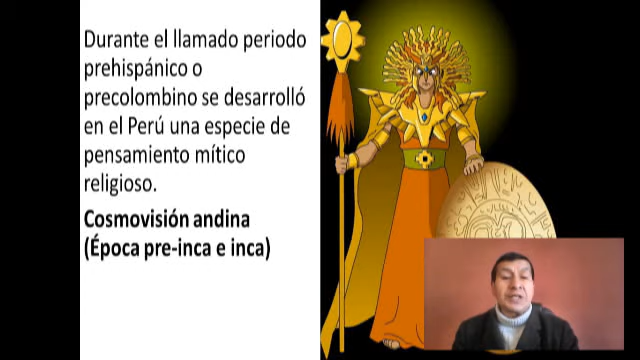 Durante el llamado periodo
prehispánico o
precolombino se desarrolló
en el Perú una especie de
pensamiento mítico
religioso.
Cosmovisión andina
(Época pre-inca e inca)